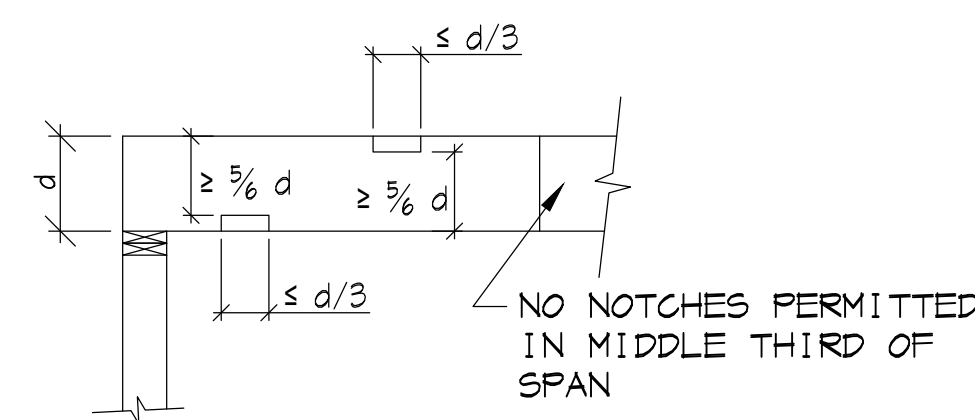 ≤ d/3
d
≥ 5/6 d
≥ 5/6 d
≤ d/3
NO NOTCHES PERMITTED
IN MIDDLE THIRD OF
SPAN